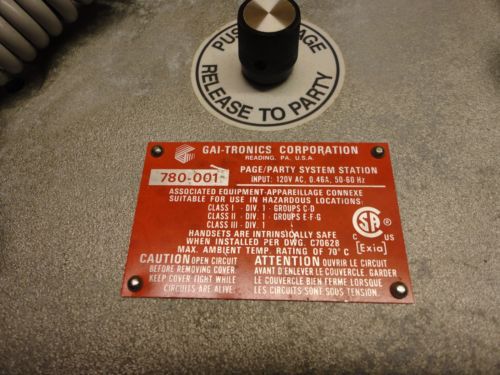 PUSH PAGE
RELEASE TO PARTY
GAI-TRONICS CORPORATION
READING, PA. U.S.A.
780-001
PAGE/PARTY SYSTEM STATION
INPUT: 120V AC, 0.46A, 50-60 Hz
ASSOCIATED EQUIPMENT-APPAREILLAGE CONNEXE
SUITABLE FOR USE IN HAZARDOUS LOCATIONS:
CLASS I - DIV. 1 - GROUPS C-D
CLASS II - DIV. 1 - GROUPS E-F-G
CLASS III - DIV. 1
HANDSETS ARE INTRINSICALLY SAFE
WHEN INSTALLED PER DWG. C70628
MAX. AMBIENT TEMP. RATING OF 70° C
SA
C US
[Exia]
CAUTION OPEN CIRCUIT
BEFORE REMOVING COVER.
KEEP COVER TIGHT WHILE
CIRCUITS ARE ALIVE.
ATTENTION OUVRIR LE CIRCUIT
AVANT D'ENLEVER LE COUVERCLE. GARDER
LE COUVERCLE BIEN FERME LORSQUE
LES CIRCUITS SONT SOUS TENSION.